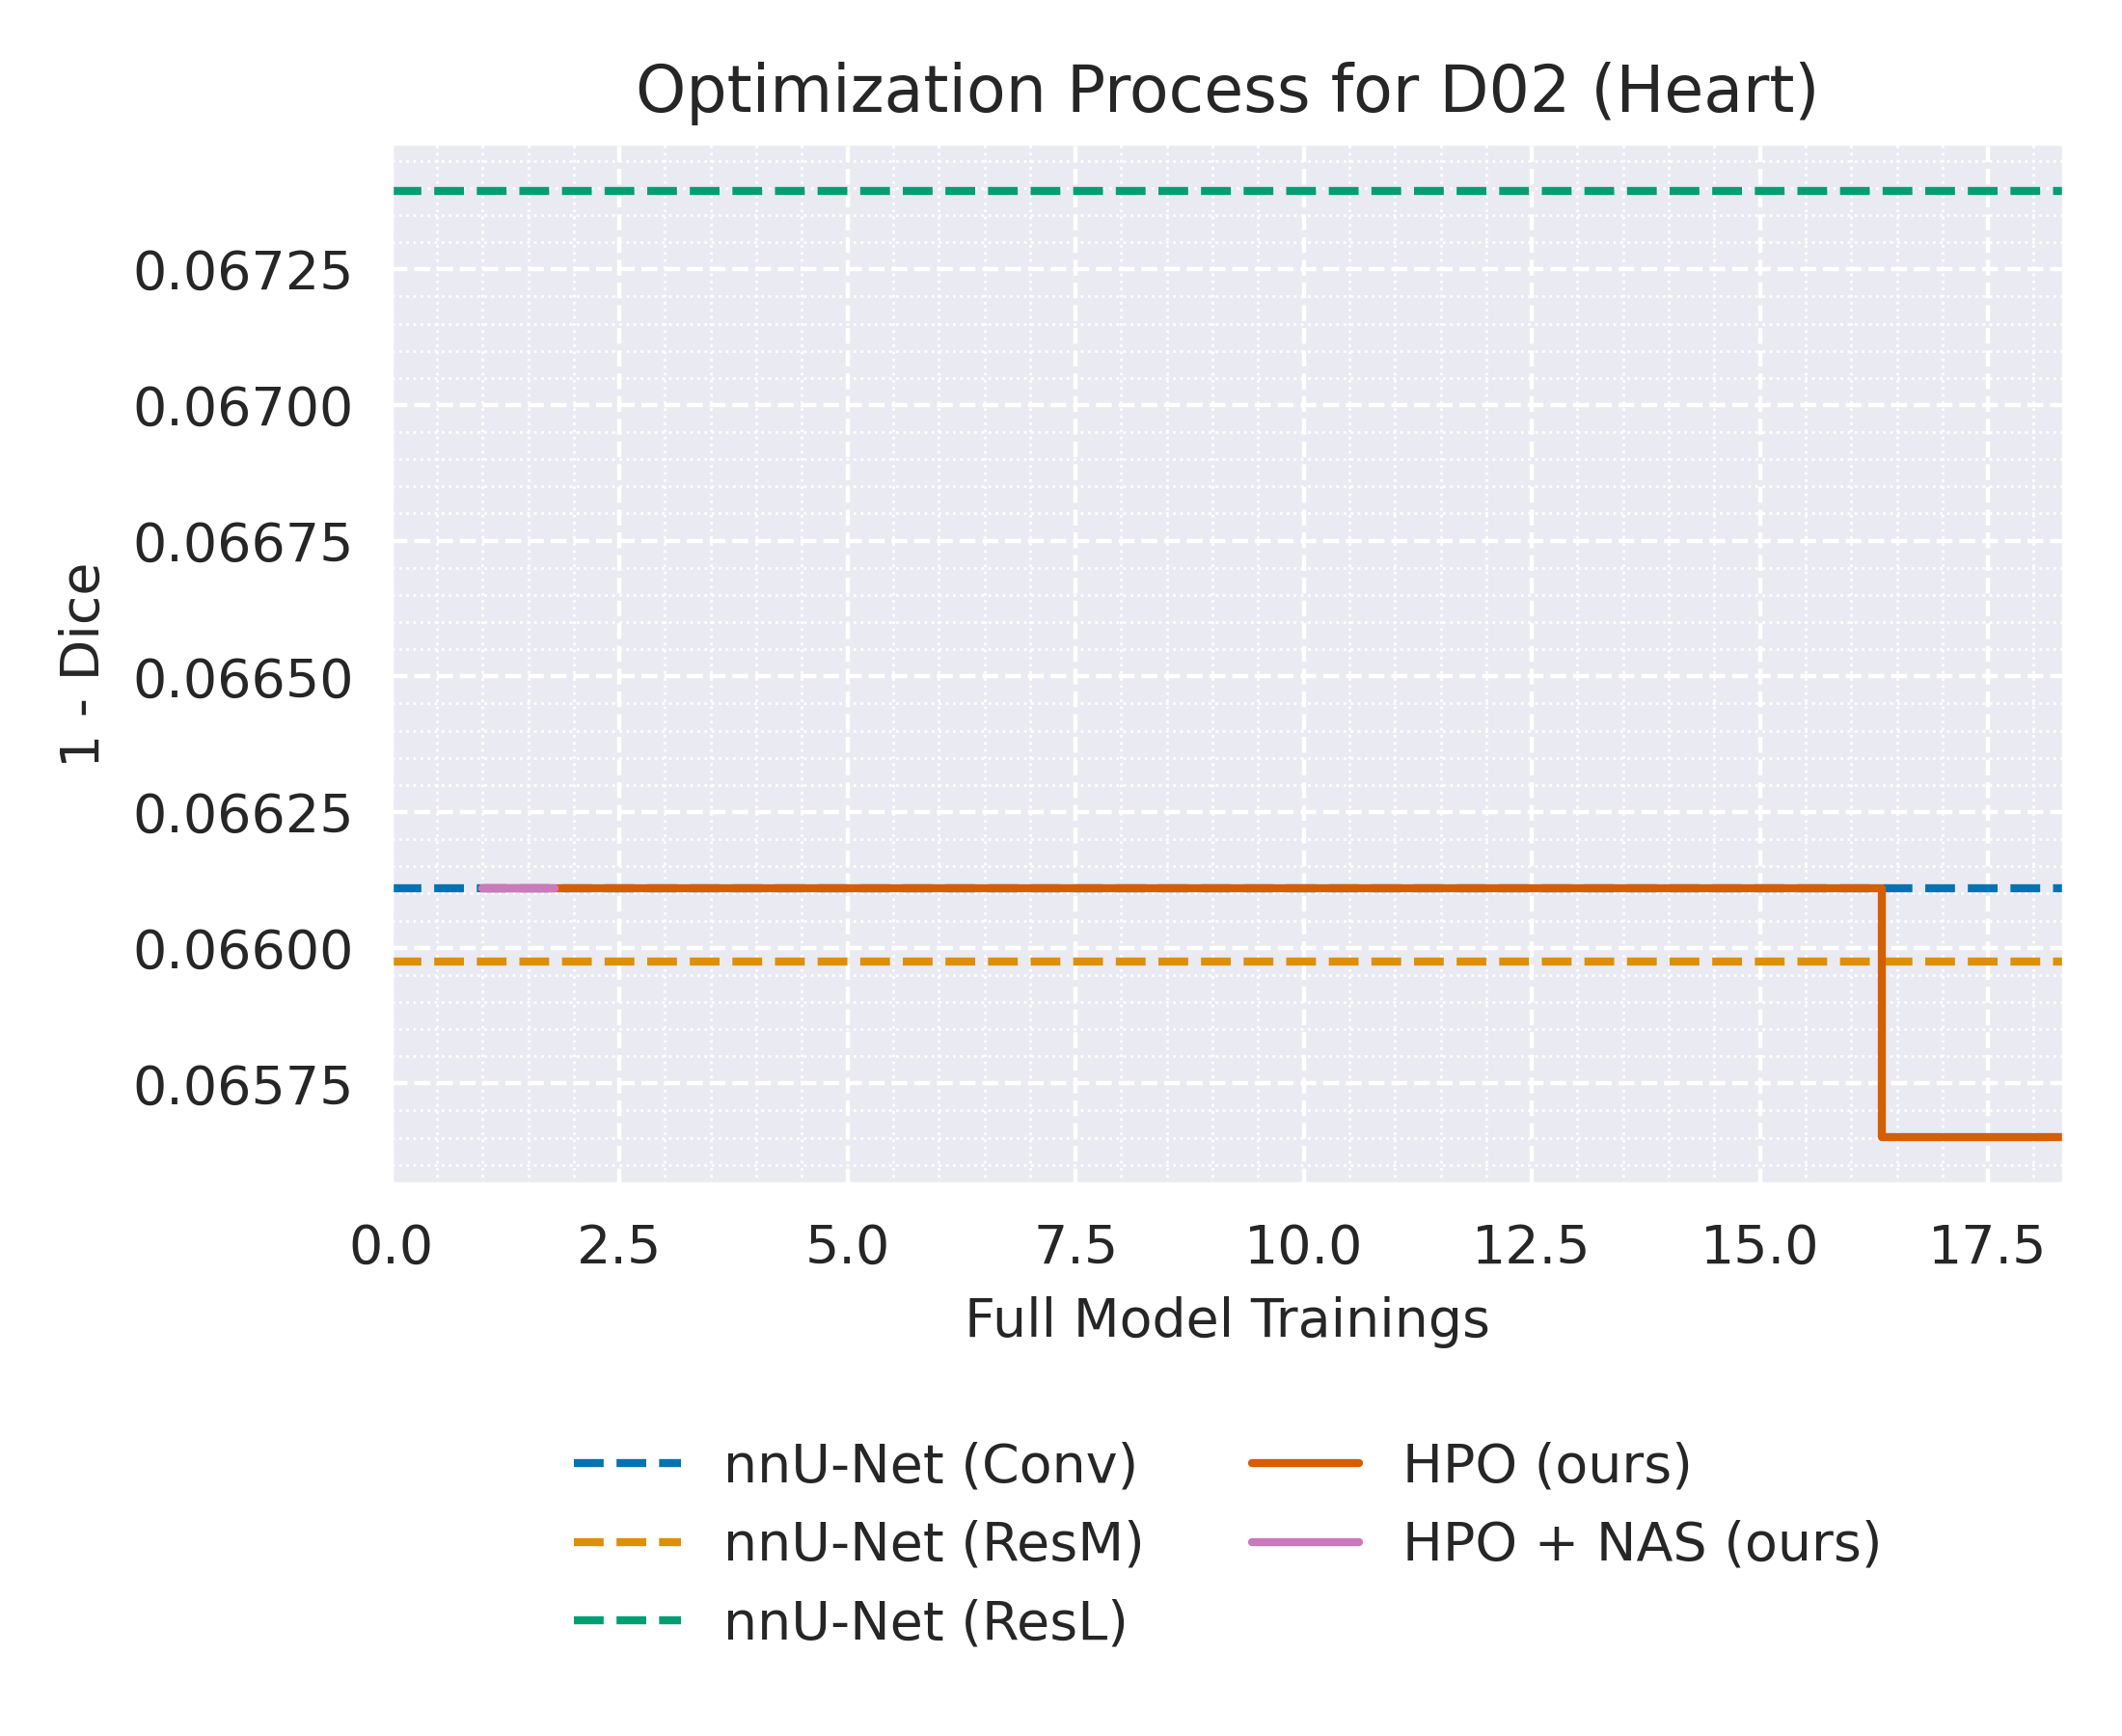 Optimization Process for D02 (Heart)
1 - Dice
0.06725
0.06700
0.06675
0.06650
0.06625
0.06600
0.06575
0.0 2.5 5.0 7.5 10.0 12.5 15.0 17.5
Full Model Trainings
nnU-Net (Conv)
nnU-Net (ResM)
nnU-Net (ResL)
HPO (ours)
HPO + NAS (ours)